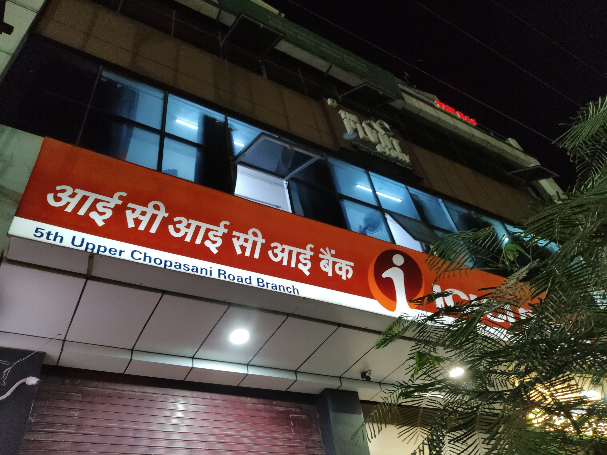 आई सी आई सी आई बैंक
5th Upper Chopasani Road Branch